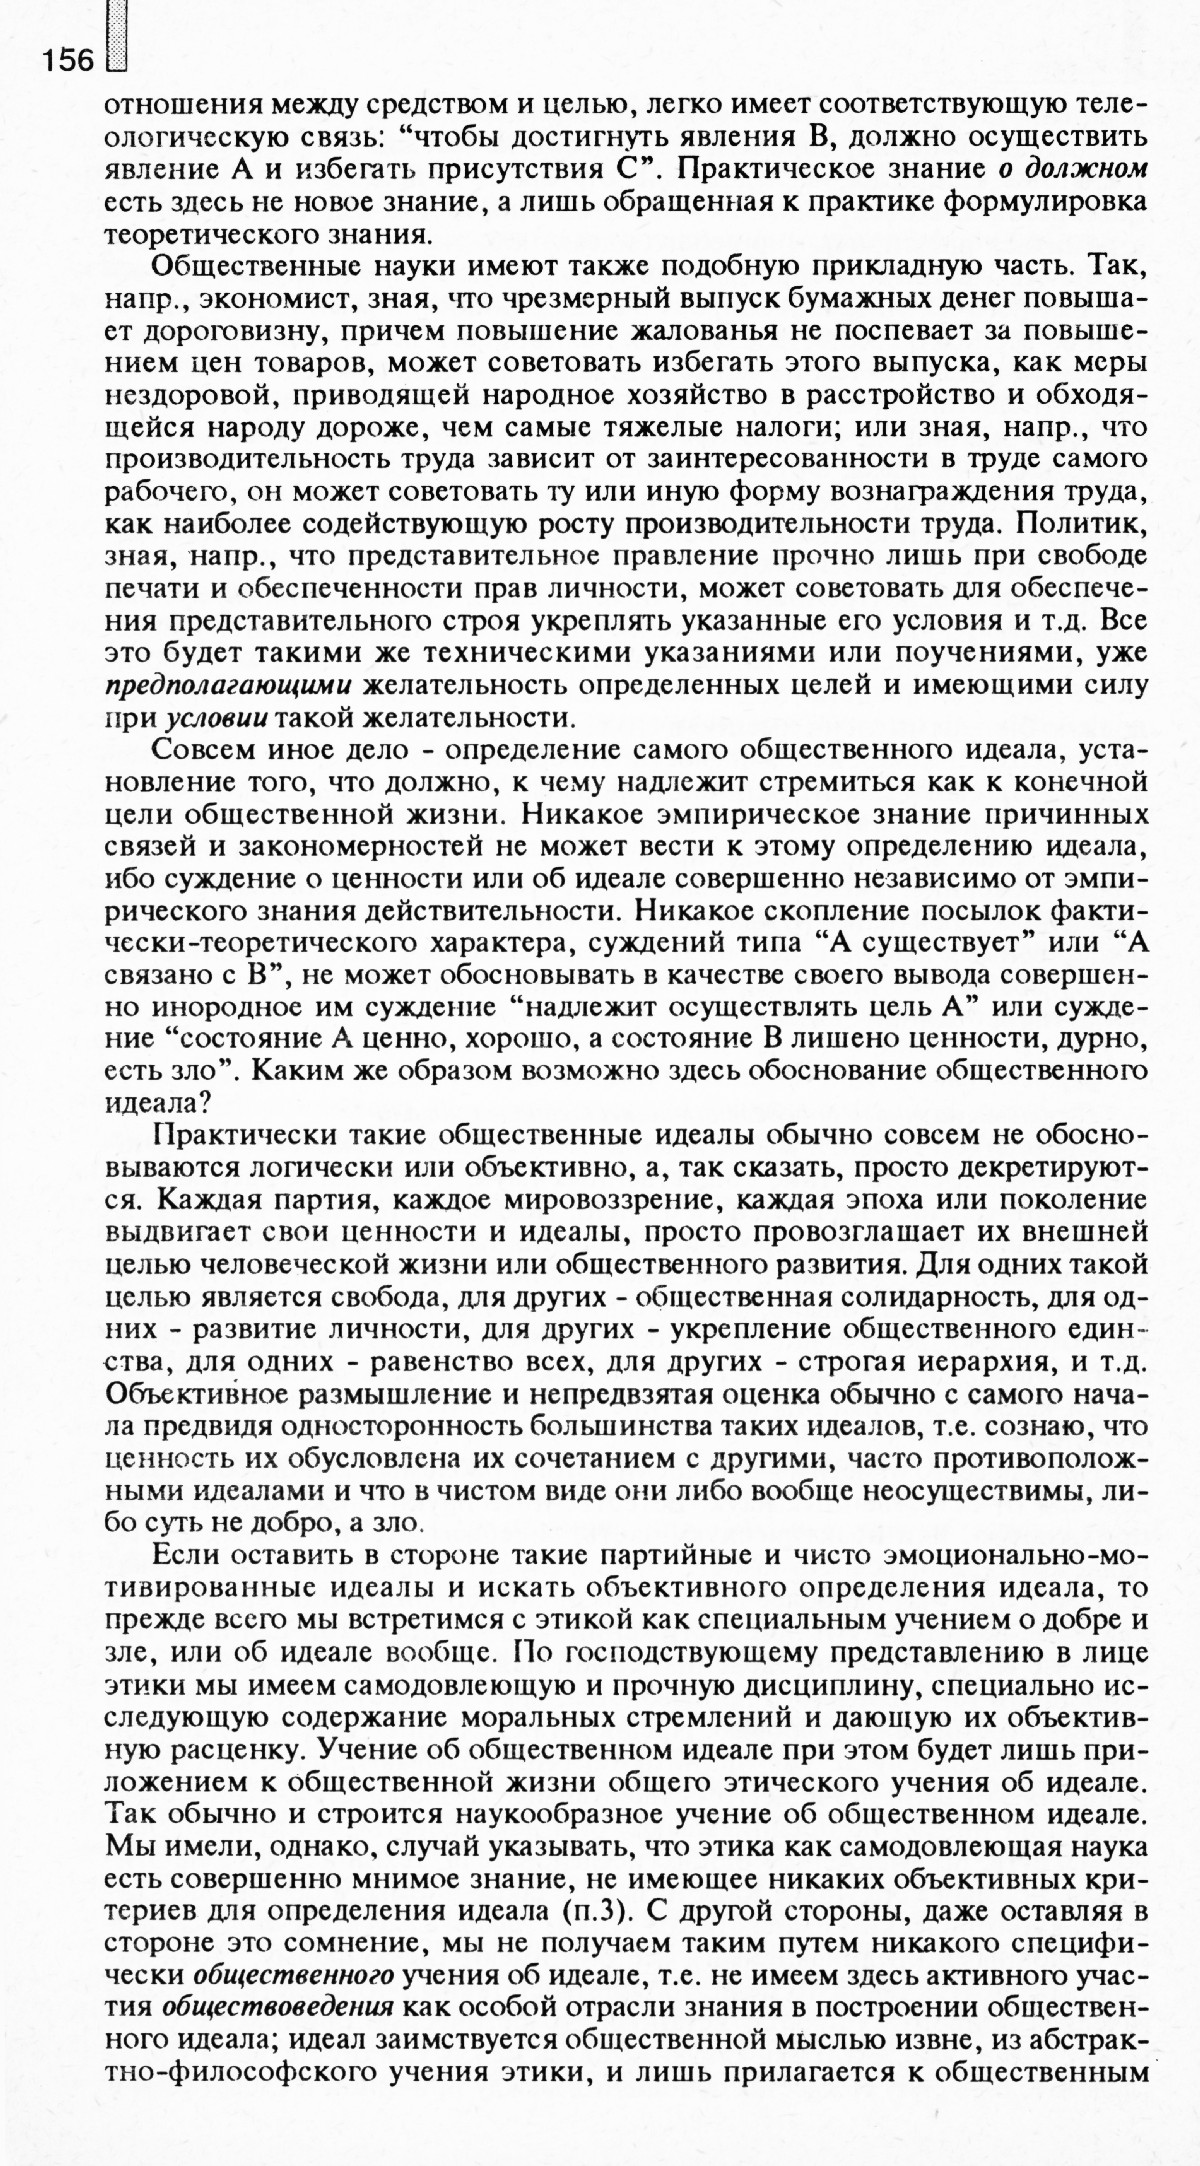 156
отношения между средством и целью, легко имеет соответствующую теле-
ологическую связь: “чтобы достигнуть явления В, должно осуществить
явление А и избегать присутствия С”. Практическое знание о должном
есть здесь не новое знание, а лишь обращенная к практике формулировка
теоретического знания.
Общественные науки имеют также подобную прикладную часть. Так,
напр., экономист, зная, что чрезмерный выпуск бумажных денег повыша-
ет дороговизну, причем повышение жалованья не поспевает за повыше-
нием цен товаров, может советовать избегать этого выпуска, как меры
нездоровой, приводящей народное хозяйство в расстройство и обходя-
щейся народу дороже, чем самые тяжелые налоги; или зная, напр., что
производительность труда зависит от заинтересованности в труде самого
рабочего, он может советовать ту или иную форму вознаграждения труда,
как наиболее содействующую росту производительности труда. Политик,
зная, напр., что представительное правление прочно лишь при свободе
печати и обеспеченности прав личности, может советовать для обеспече-
ния представительного строя укреплять указанные его условия и т.д. Все
это будет такими же техническими указаниями или поучениями, уже
предполагающими желательность определенных целей и имеющими силу
при условии такой желательности.
Совсем иное дело - определение самого общественного идеала, уста-
новление того, что должно, к чему надлежит стремиться как к конечной
цели общественной жизни. Никакое эмпирическое знание причинных
связей и закономерностей не может вести к этому определению идеала,
ибо суждение о ценности или об идеале совершенно независимо от эмпи-
рического знания действительности. Никакое скопление посылок факти-
чески-теоретического характера, суждений типа “А существует” или “А
связано с В”, не может обосновывать в качестве своего вывода совершен-
но инородное им суждение “надлежит осуществлять цель А” или сужде-
ние “состояние А ценно, хорошо, а состояние В лишено ценности, дурно,
есть зло”. Каким же образом возможно здесь обоснование общественного
идеала?
Практически такие общественные идеалы обычно совсем не обосно-
вываются логически или объективно, а, так сказать, просто декретируют-
ся. Каждая партия, каждое мировоззрение, каждая эпоха или поколение
выдвигает свои ценности и идеалы, просто провозглашает их внешней
целью человеческой жизни или общественного развития. Для одних такой
целью является свобода, для других - общественная солидарность, для од-
них - развитие личности, для других - укрепление общественного един-
ства, для одних - равенство всех, для других - строгая иерархия, и т.д.
Объективное размышление и непредвзятая оценка обычно с самого нача-
ла предвидя односторонность большинства таких идеалов, т.е. сознаю, что
ценность их обусловлена их сочетанием с другими, часто противополож-
ными идеалами и что в чистом виде они либо вообще неосуществимы, ли-
бо суть не добро, а зло.
Если оставить в стороне такие партийные и чисто эмоционально-мо-
тивированные идеалы и искать объективного определения идеала, то
прежде всего мы встретимся с этикой как специальным учением о добре и
зле, или об идеале вообще. По господствующему представлению в лице
этики мы имеем самодовлеющую и прочную дисциплину, специально ис-
следующую содержание моральных стремлений и дающую их объектив-
ную расценку. Учение об общественном идеале при этом будет лишь при-
ложением к общественной жизни общего этического учения об идеале.
Так обычно и строится наукообразное учение об общественном идеале.
Мы имели, однако, случай указывать, что этика как самодовлеющая наука
есть совершенно мнимое знание, не имеющее никаких объективных кри-
териев для определения идеала (п.3). С другой стороны, даже оставляя в
стороне это сомнение, мы не получаем таким путем никакого специфи-
чески общественного учения об идеале, т.е. не имеем здесь активного учас-
тия обществоведения как особой отрасли знания в построении обществен-
ного идеала; идеал заимствуется общественной мыслью извне, из абстрак-
тно-философского учения этики, и лишь прилагается к общественным